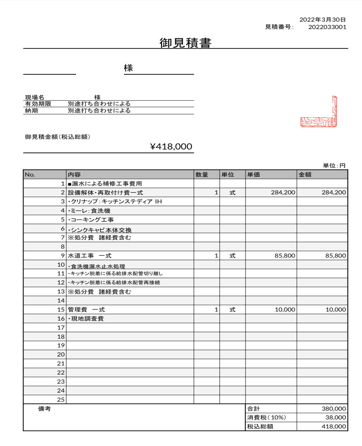 2022年3月30日
見積番号: 2022033001
御見積書
様
現場名 様
有効期限 別途打ち合わせによる
納期 別途打ち合わせによる
御見積金額(税込総額)
¥418,000
単位:円
No. 内容 数量 単位 単価 金額
1 ■漏水による補修工事費用
2 設備解体・再取付け費一式 1 式 284,200 284,200
3 ・クリナップ:キッチンステディア IH
4 ・ミーレ:食洗機
5 ・コーキング工事
6 ・シンクキャビ本体交換
7 ※処分費 諸経費含む
8
9 水道工事 一式 1 式 85,800 85,800
10 ・食洗機漏水止水処理
11 ・キッチン脱着に係る給排水配管切り離し
12 ・キッチン脱着に係る給排水配管再接続
13 ※処分費 諸経費含む
14
15 管理費 一式 1 式 10,000 10,000
16 ・現地調査費
17
18
19
20
21
22
23
24
25
備考 合計 380,000
消費税(10%) 38,000
税込総額 418,000